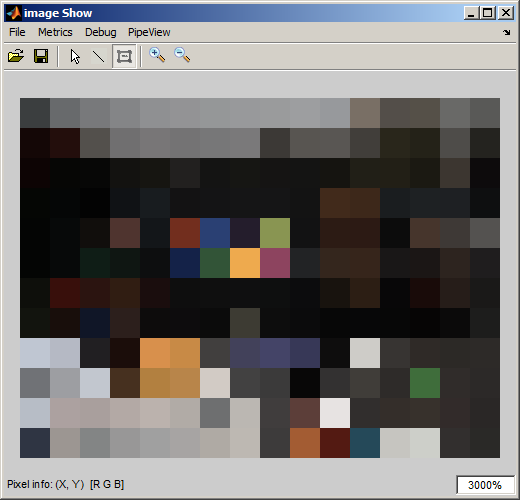 image Show
File Metrics Debug PipeView
Pixel info: (X, Y) [R G B]
3000%